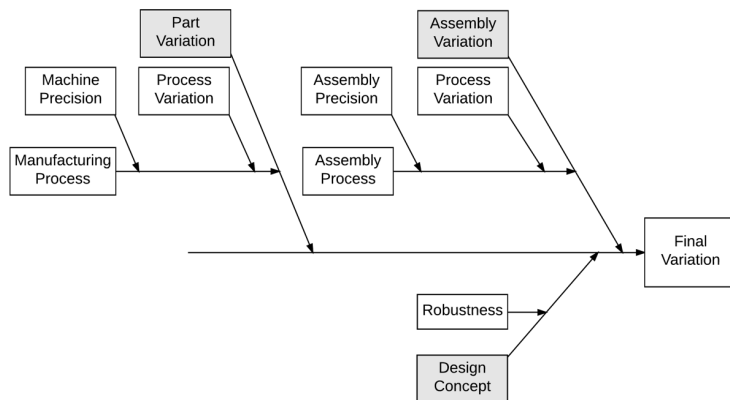 Part
Variation
Assembly
Variation
Machine
Precision
Process
Variation
Assembly
Precision
Process
Variation
Manufacturing
Process
Assembly
Process
Final
Variation
Robustness
Design
Concept